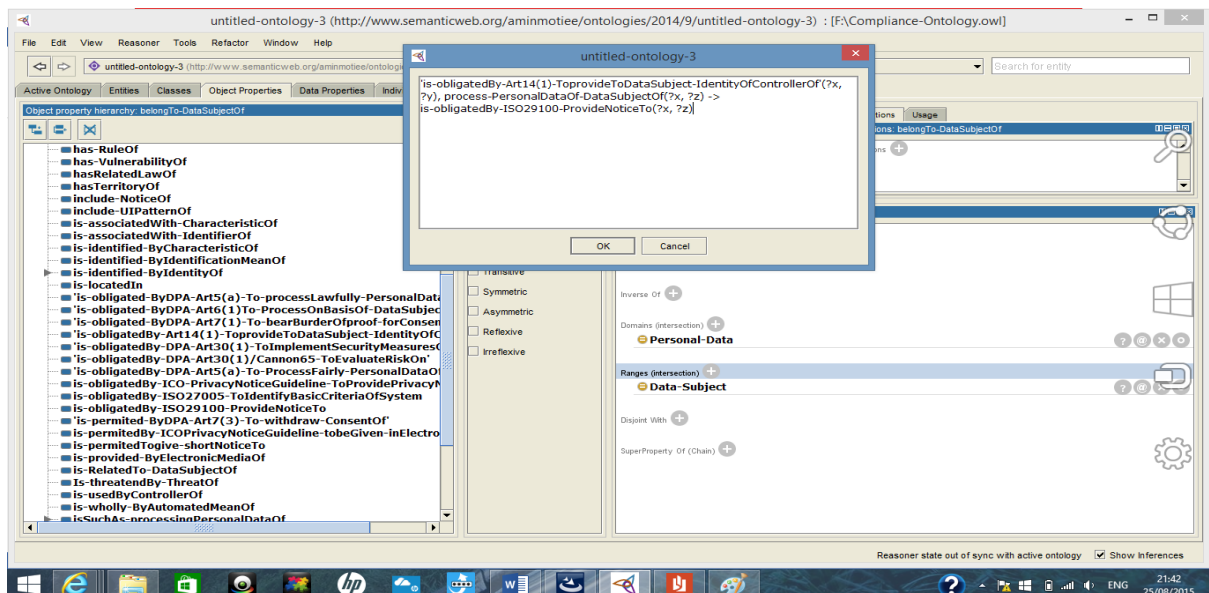 untitled-ontology-3 (http://www.semanticweb.org/aminmotiee/ontologies/2014/9/untitled-ontology-3) : [F:\Compliance-Ontology.owl]
File Edit View Reasoner Tools Refactor Window Help
untitled-ontology-3 (http://www.semanticweb.org/aminmotiee/ontologi
Search for entity
Active Ontology Entities Classes Object Properties Data Properties Indiv
Usage
Object property hierarchy: belongTo-DataSubjectOf
ions: belongTo-DataSubjectOf
has-RuleOf
has-VulnerabilityOf
hasRelatedLawOf
hasTerritoryOf
include-NoticeOf
include-UIPatternOf
is-associatedWith-CharacteristicOf
is-associatedWith-IdentifierOf
is-identified-ByCharacteristicOf
is-identified-ByIdentificationMeanOf
is-identified-ByIdentityOf
is-locatedIn
'is-obligated-ByDPA-Art5(a)-To-processLawfully-PersonalData
'is-obligated-ByDPA-Art6(1)To-ProcessOnBasisOf-DataSubjec
'is-obligated-ByDPA-Art7(1)-To-bearBurderOfproof-forConsen
'is-obligatedBy-Art14(1)-ToprovideToDataSubject-IdentityOfC
'is-obligatedBy-DPA-Art30(1)-ToImplementSecurityMeasures(
'is-obligatedBy-DPA-Art30(1)/Cannon65-ToEvaluateRiskOn'
'is-obligatedBy-DPA-Art5(a)-To-ProcessFairly-PersonalDataO
is-obligatedBy-ICO-PrivacyNoticeGuideline-ToProvidePrivacyN
is-obligatedBy-ISO27005-ToIdentifyBasicCriteriaOfSystem
is-obligatedBy-ISO29100-ProvideNoticeTo
'is-permited-ByDPA-Art7(3)-To-withdraw-ConsentOf'
is-permitedBy-ICOPrivacyNoticeGuideline-tobeGiven-inElectro
is-permitedTogive-shortNoticeTo
is-provided-ByElectronicMediaOf
is-RelatedTo-DataSubjectOf
Is-threatendBy-ThreatOf
is-usedByControllerOf
is-wholly-ByAutomatedMeanOf
isSuchAs-processingPersonalDataOf
untitled-ontology-3
'is-obligatedBy-Art14(1)-ToprovideToDataSubject-IdentityOfControllerOf'(?x,
?y), process-PersonalDataOf-DataSubjectOf(?x, ?z) ->
is-obligatedBy-ISO29100-ProvideNoticeTo(?x, ?z)
OK Cancel
Transitive
Symmetric
Asymmetric
Reflexive
Irreflexive
Inverse Of
Domains (intersection)
Personal-Data
Ranges (intersection)
Data-Subject
Disjoint With
SuperProperty Of (Chain)
Reasoner state out of sync with active ontology Show Inferences
hp
ENG 21:42
25/08/2015